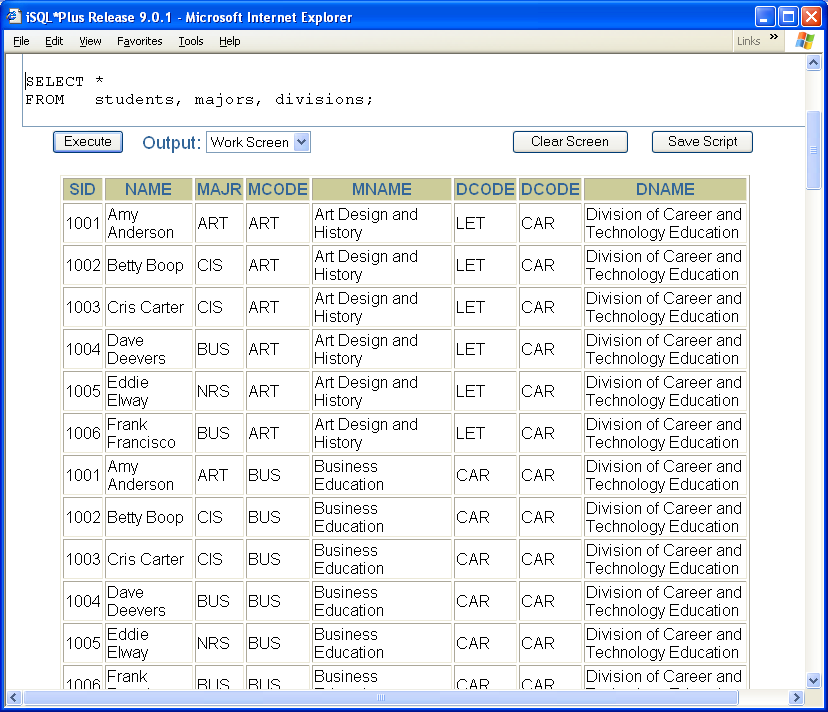 iSQL*Plus Release 9.0.1 - Microsoft Internet Explorer
File Edit View Favorites Tools Help Links »
SELECT *
FROM students, majors, divisions;
Execute Output: Work Screen Clear Screen Save Script
SID NAME MAJR MCODE MNAME DCODE DCODE DNAME
1001 Amy Anderson ART ART Art Design and History LET CAR Division of Career and Technology Education
1002 Betty Boop CIS ART Art Design and History LET CAR Division of Career and Technology Education
1003 Cris Carter CIS ART Art Design and History LET CAR Division of Career and Technology Education
1004 Dave Deevers BUS ART Art Design and History LET CAR Division of Career and Technology Education
1005 Eddie Elway NRS ART Art Design and History LET CAR Division of Career and Technology Education
1006 Frank Francisco BUS ART Art Design and History LET CAR Division of Career and Technology Education
1001 Amy Anderson ART BUS Business Education CAR CAR Division of Career and Technology Education
1002 Betty Boop CIS BUS Business Education CAR CAR Division of Career and Technology Education
1003 Cris Carter CIS BUS Business Education CAR CAR Division of Career and Technology Education
1004 Dave Deevers BUS BUS Business Education CAR CAR Division of Career and Technology Education
1005 Eddie Elway NRS BUS Business Education CAR CAR Division of Career and Technology Education
1006 Frank BUS BUS Business CAR CAR Division of Career and